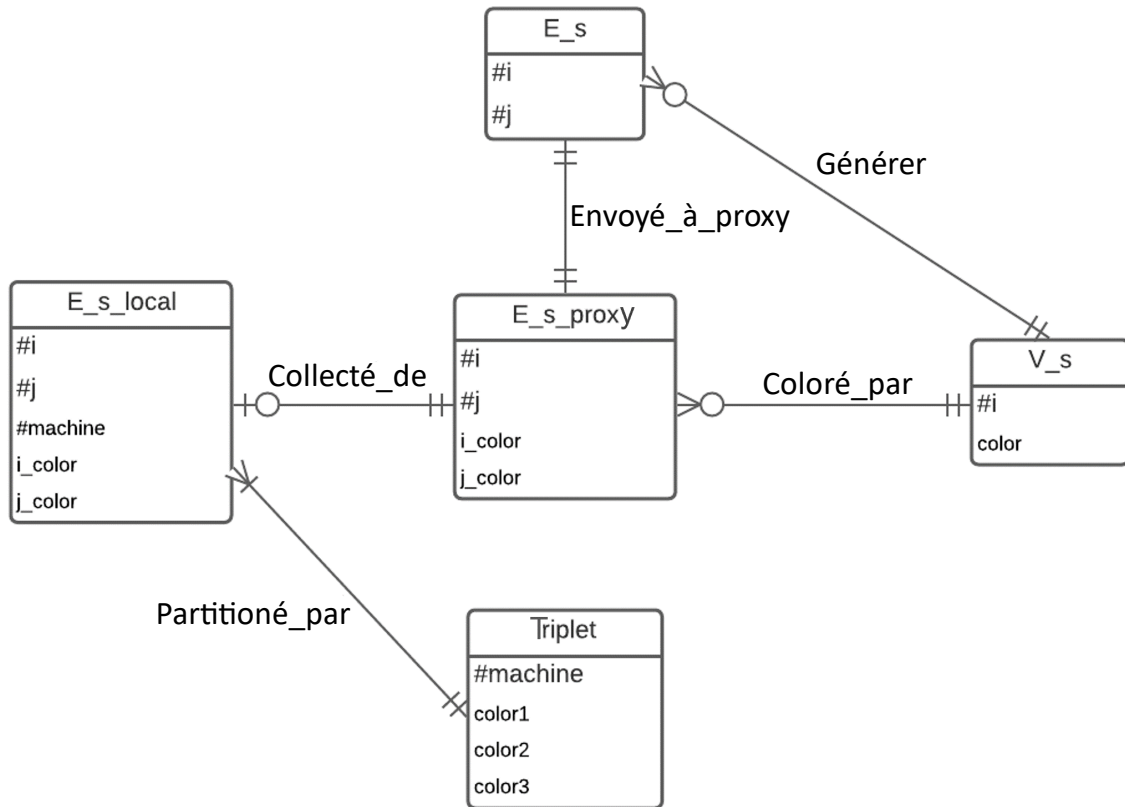 E_s
#i
#j
Générer
Envoyé_à_proxy
E_s_local
#i
#j
#machine
i_color
j_color
Collecté_de
E_s_proxy
#i
#j
i_color
j_color
Coloré_par
V_s
#i
color
Partitioné_par
Triplet
#machine
color1
color2
color3